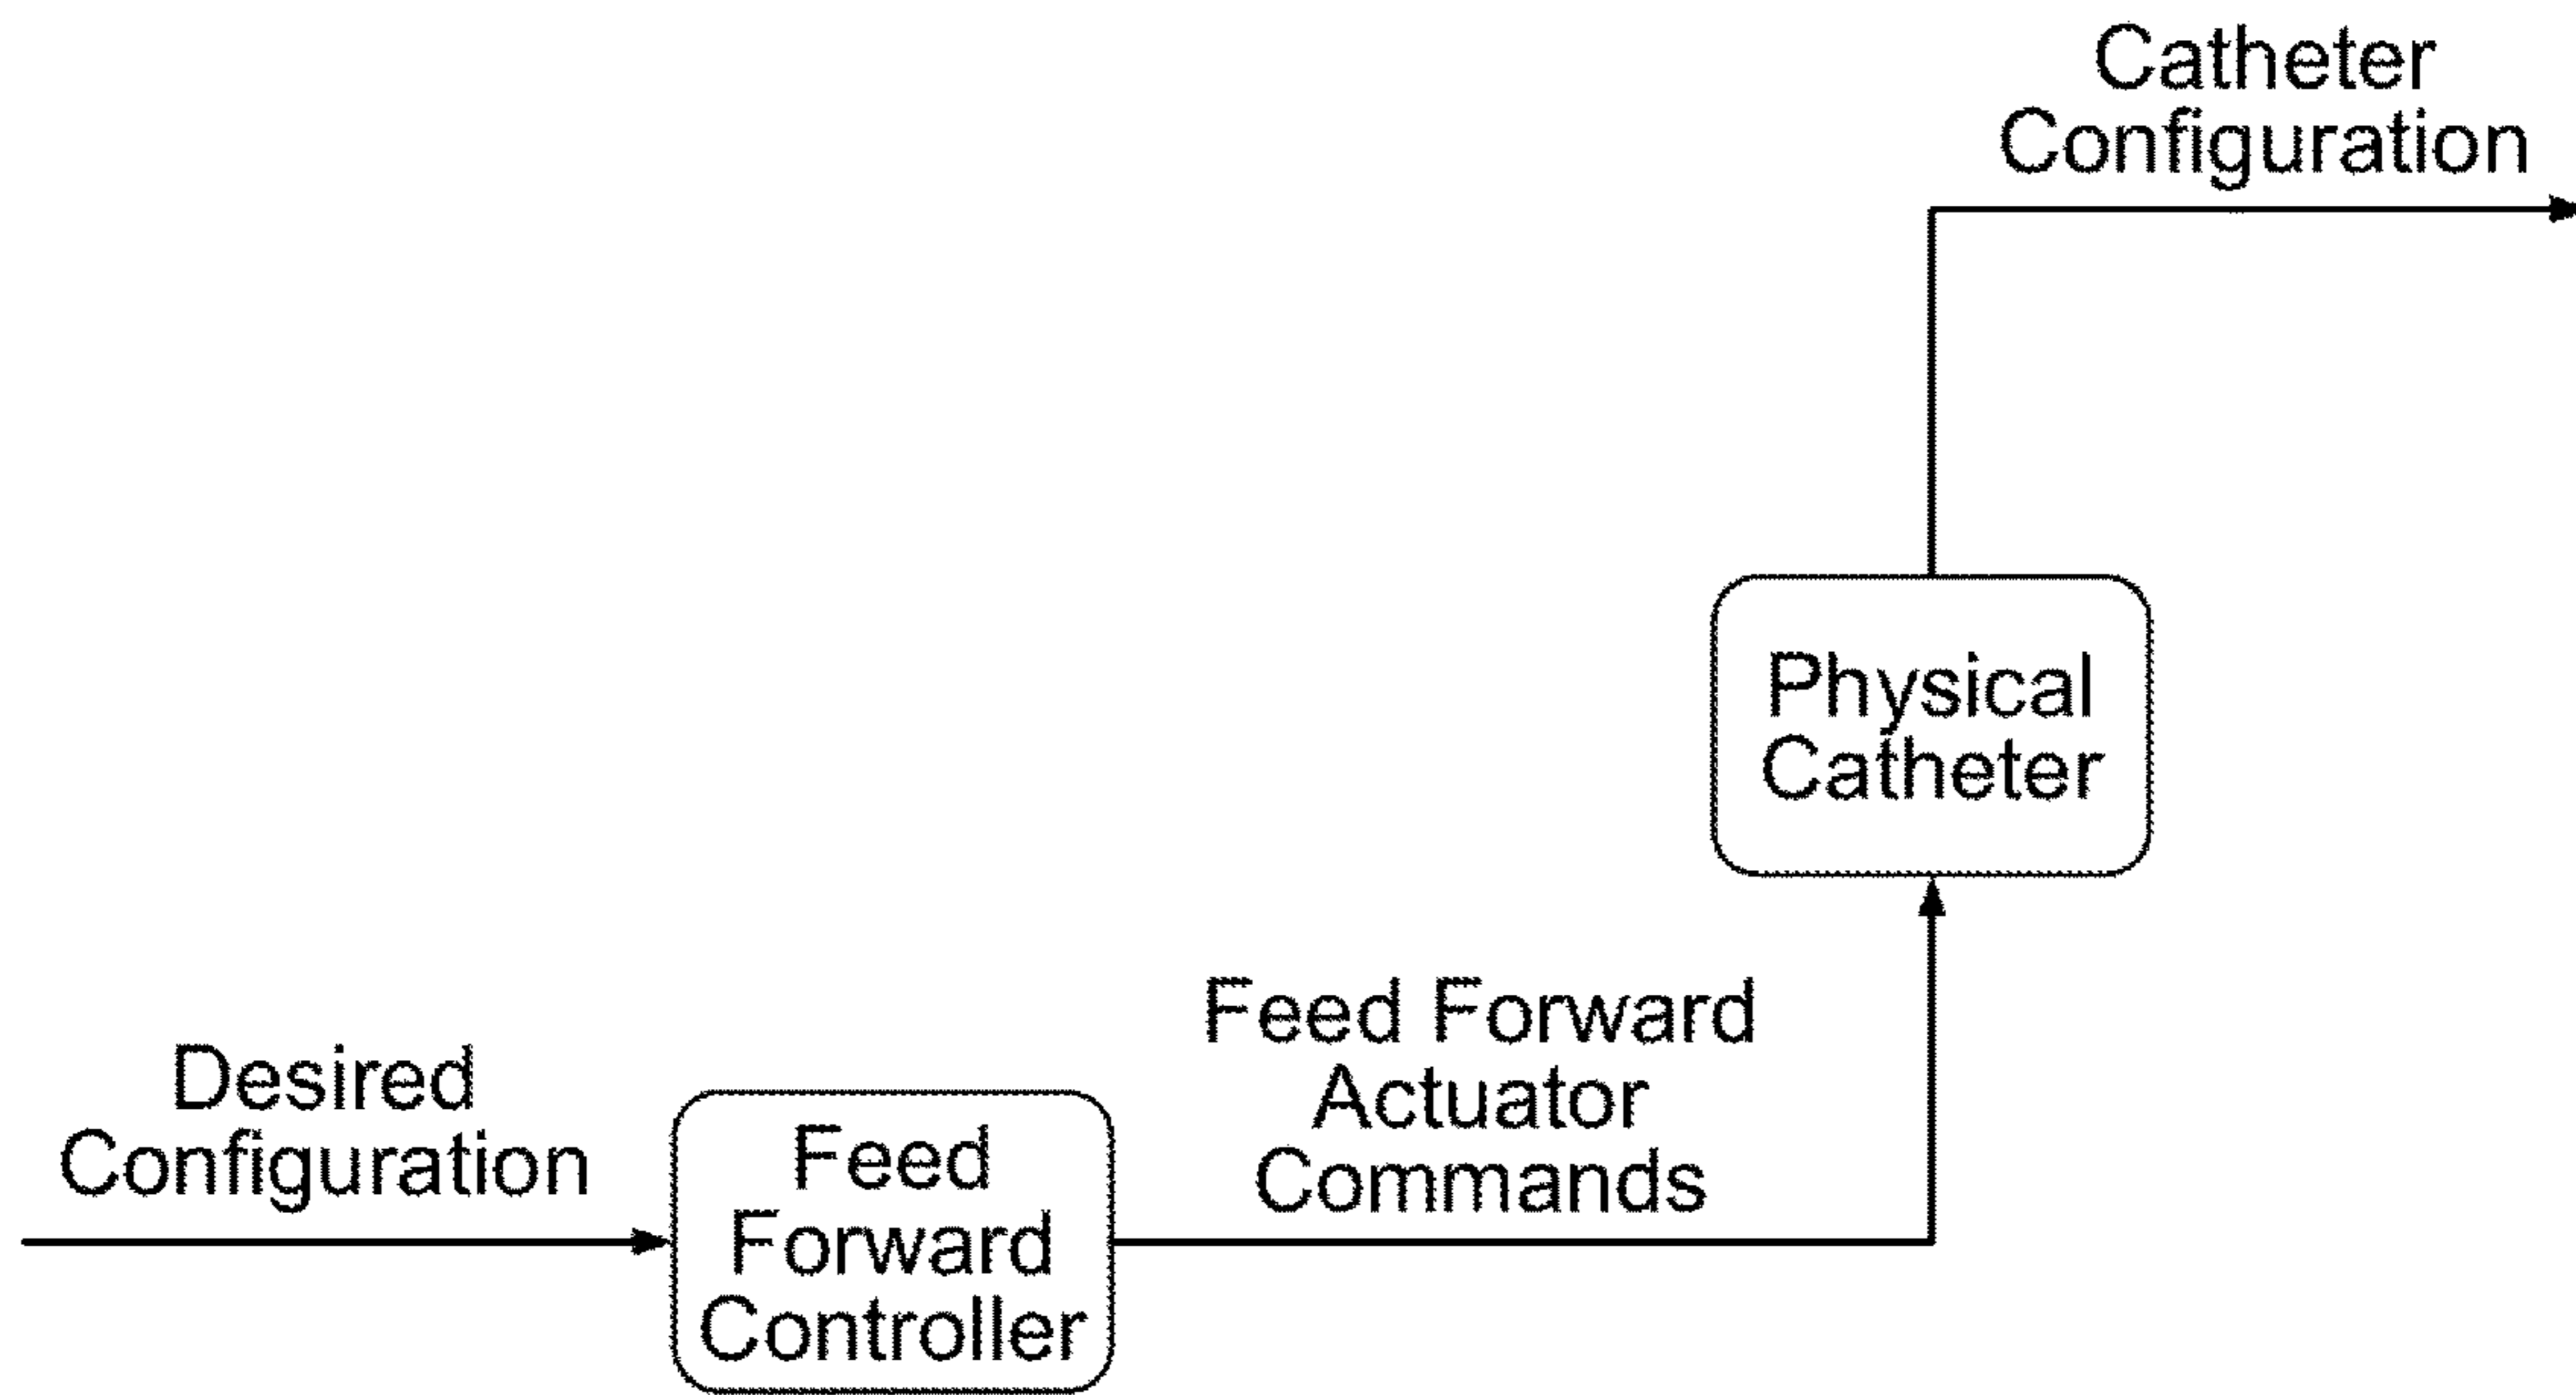 Catheter
Configuration
Physical
Catheter
Feed Forward
Actuator
Commands
Desired
Configuration
Feed
Forward
Controller